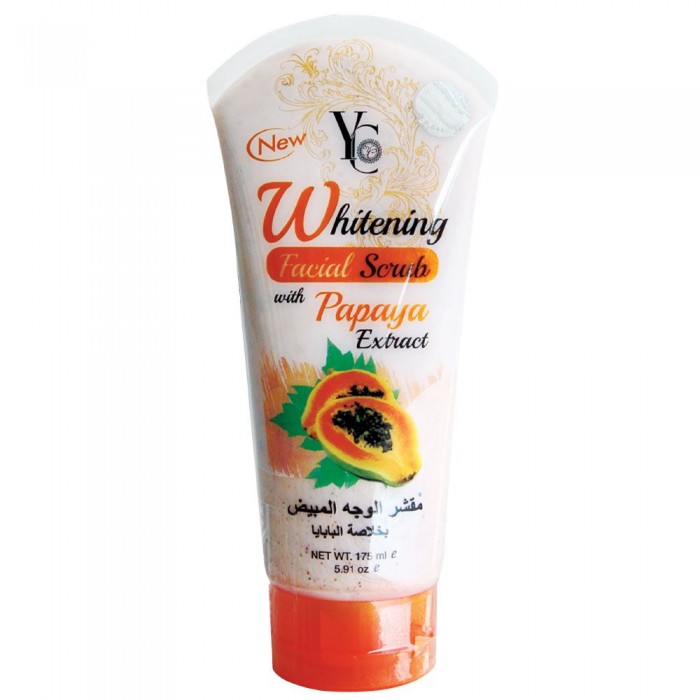 New
YC
Whitening
Facial Scrub
with Papaya
Extract
مُقشر الوجه المبيض
بخلاصة البابايا
NET WT. 175 ml e
5.91 oz e